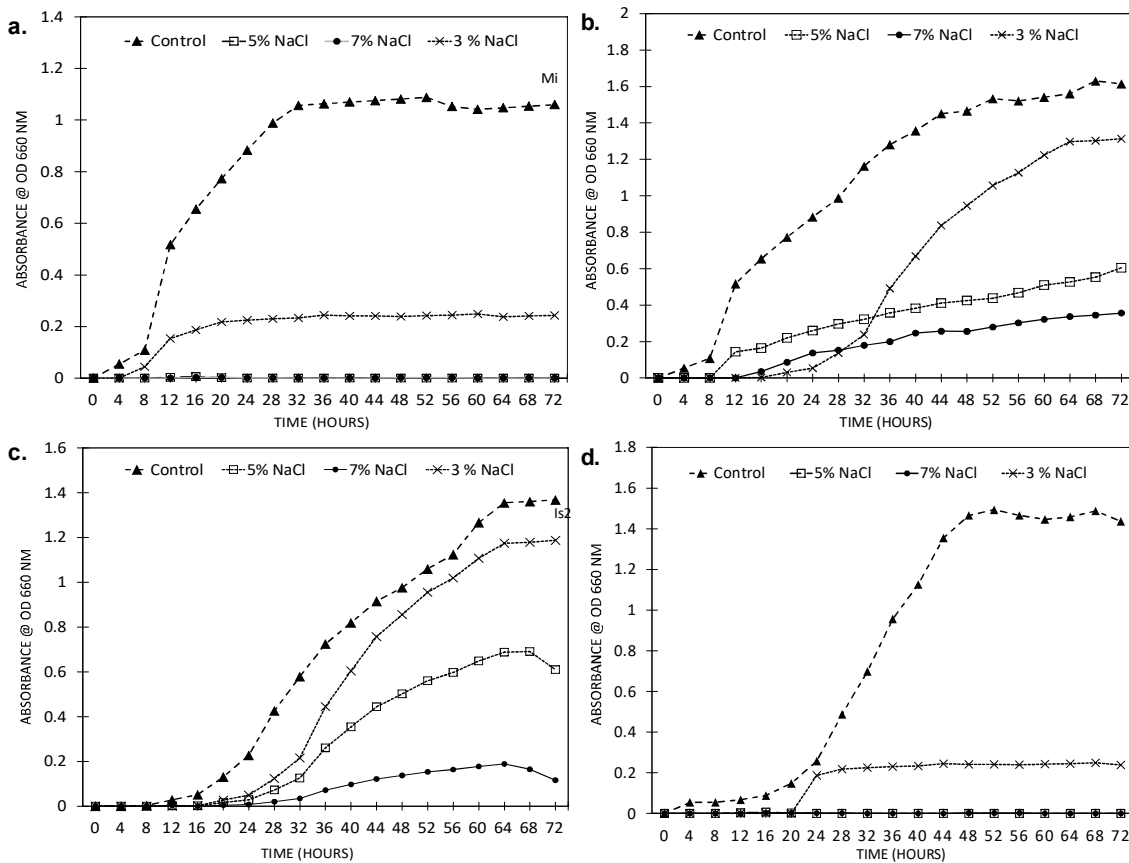 a.
Control 5% NaCl 7% NaCl 3 % NaCl
Mi
1.4
1.2
1
0.8
0.6
0.4
0.2
0
ABSORBANCE @ OD 660 NM
0 4 8 12 16 20 24 28 32 36 40 44 48 52 56 60 64 68 72
TIME (HOURS)
b.
Control 5% NaCl 7% NaCl 3 % NaCl
2
1.8
1.6
1.4
1.2
1
0.8
0.6
0.4
0.2
0
ABSORBANCE @ OD 660 NM
0 4 8 12 16 20 24 28 32 36 40 44 48 52 56 60 64 68 72
TIME (HOURS)
c.
Control 5% NaCl 7% NaCl 3 % NaCl
Is2
1.6
1.4
1.2
1
0.8
0.6
0.4
0.2
0
ABSORBANCE @ OD 660 NM
0 4 8 12 16 20 24 28 32 36 40 44 48 52 56 60 64 68 72
TIME (HOURS)
d.
Control 5% NaCl 7% NaCl 3 % NaCl
1.8
1.6
1.4
1.2
1
0.8
0.6
0.4
0.2
0
ABSORBANCE @ OD 660 NM
0 4 8 12 16 20 24 28 32 36 40 44 48 52 56 60 64 68 72
TIME (HOURS)